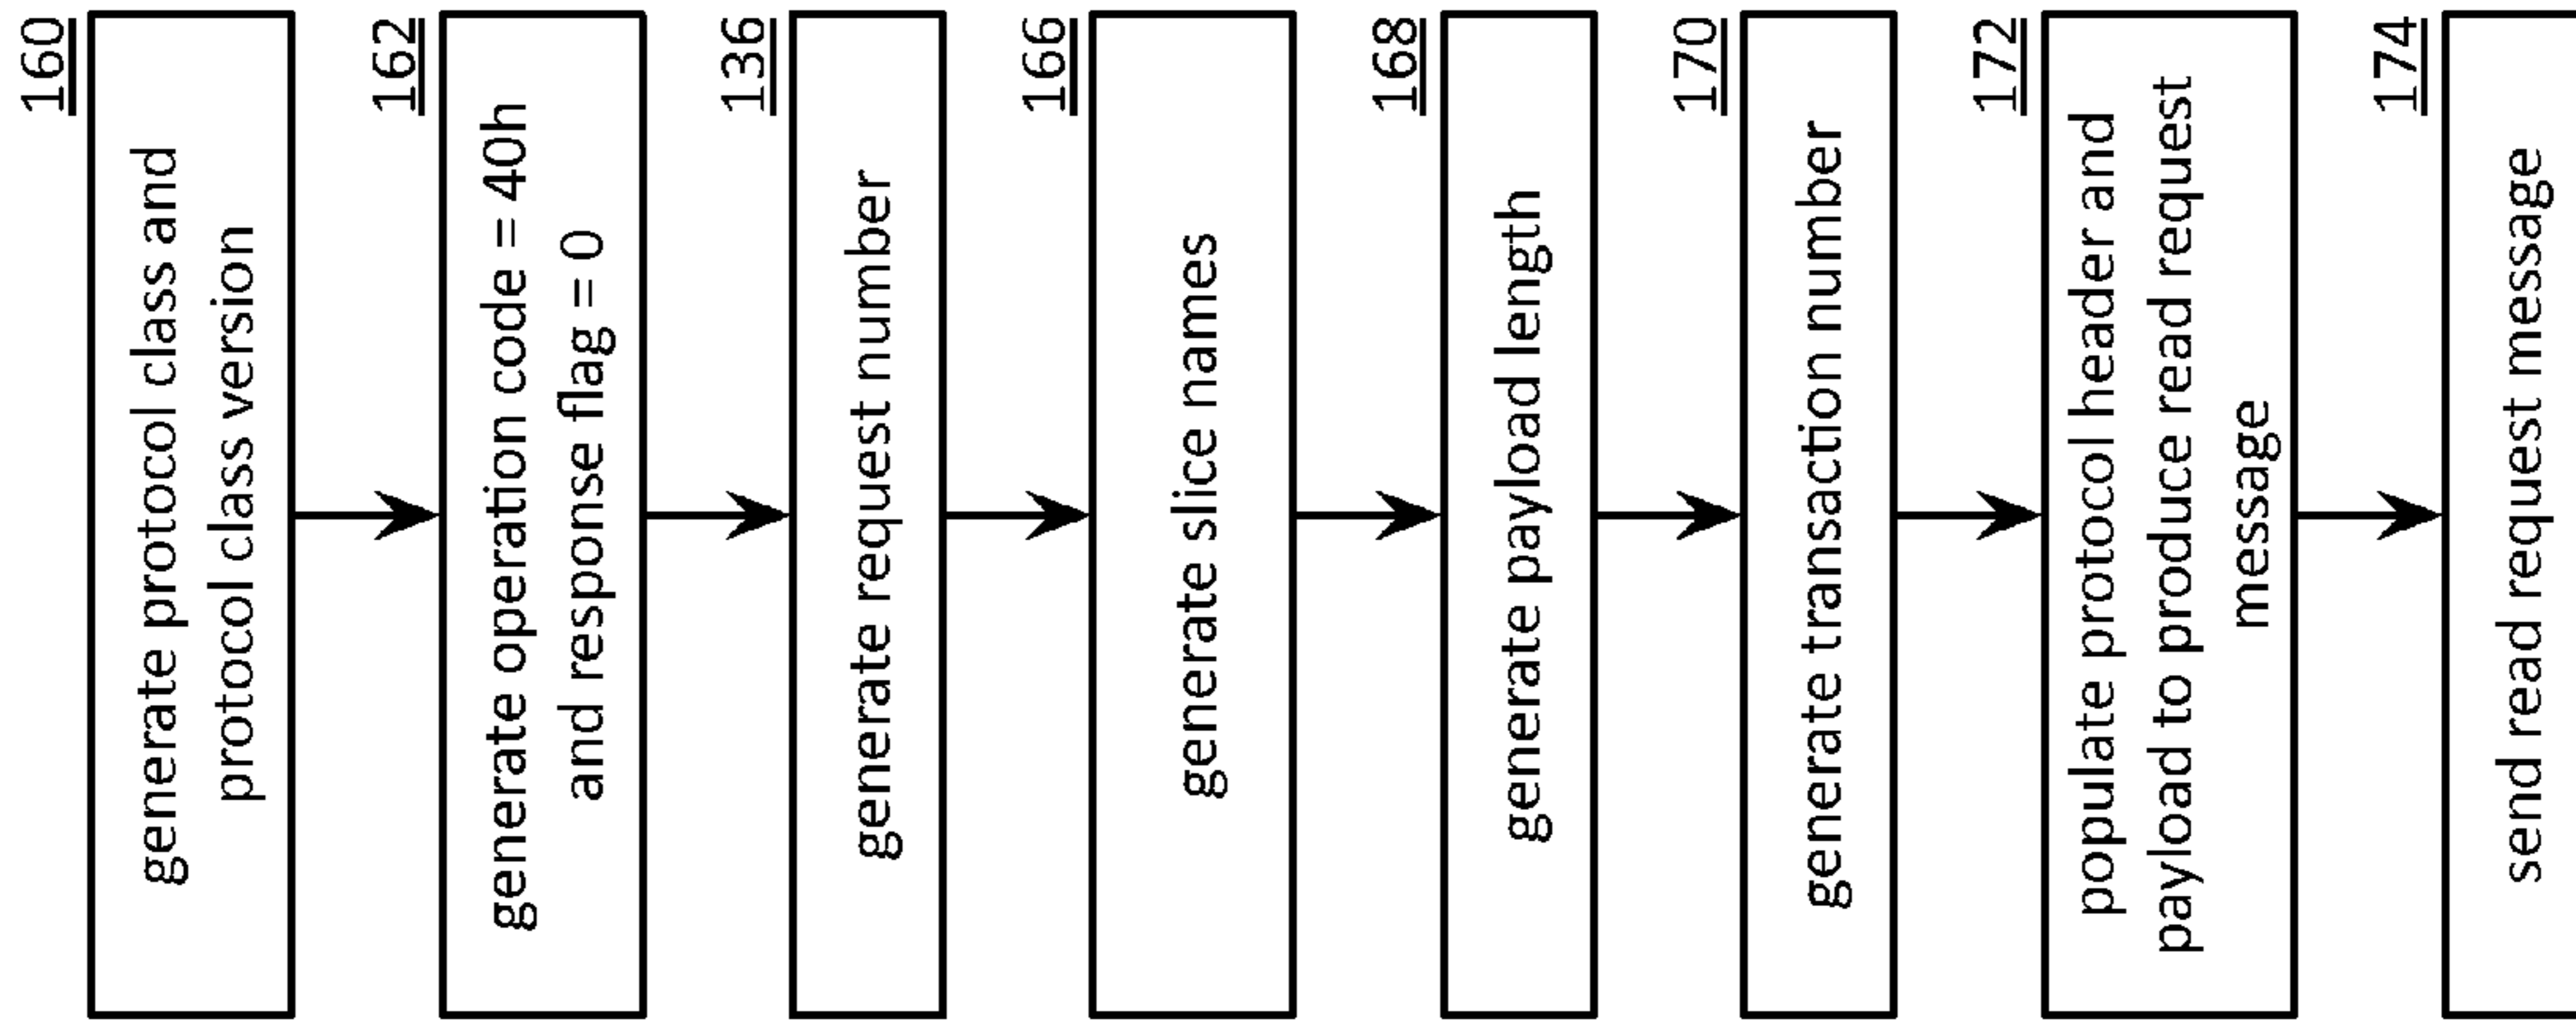 160
generate protocol class and
protocol class version
162
generate operation code = 40h
and response flag = 0
136
generate request number
166
generate slice names
168
generate payload length
170
generate transaction number
172
populate protocol header and
payload to produce read request
message
174
send read request message